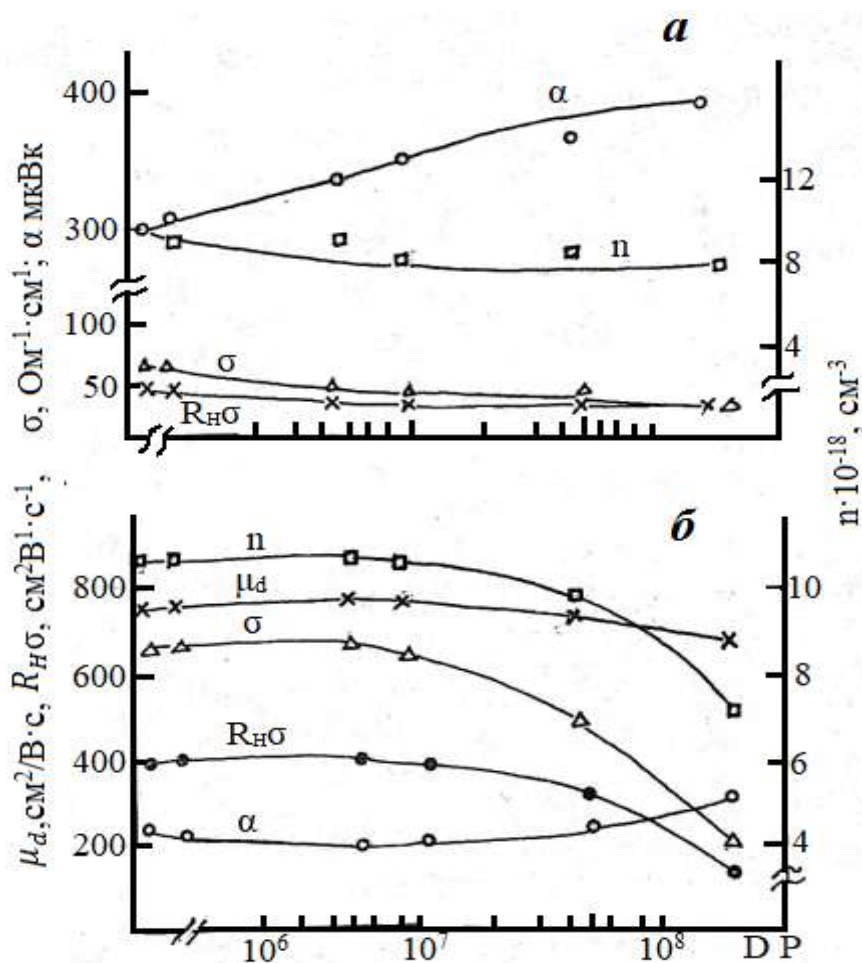 а
400
300
100
50
α
n
σ
RHσ
12
8
4
σ, Ом-1·см1; α мкВк
n·10-18, см-3
б
800
600
400
200
n
μd
σ
RHσ
α
10
8
6
4
μd,см2/В·с, RHσ, см2В1·с-1,
10⁶
10⁷
10⁸
D P